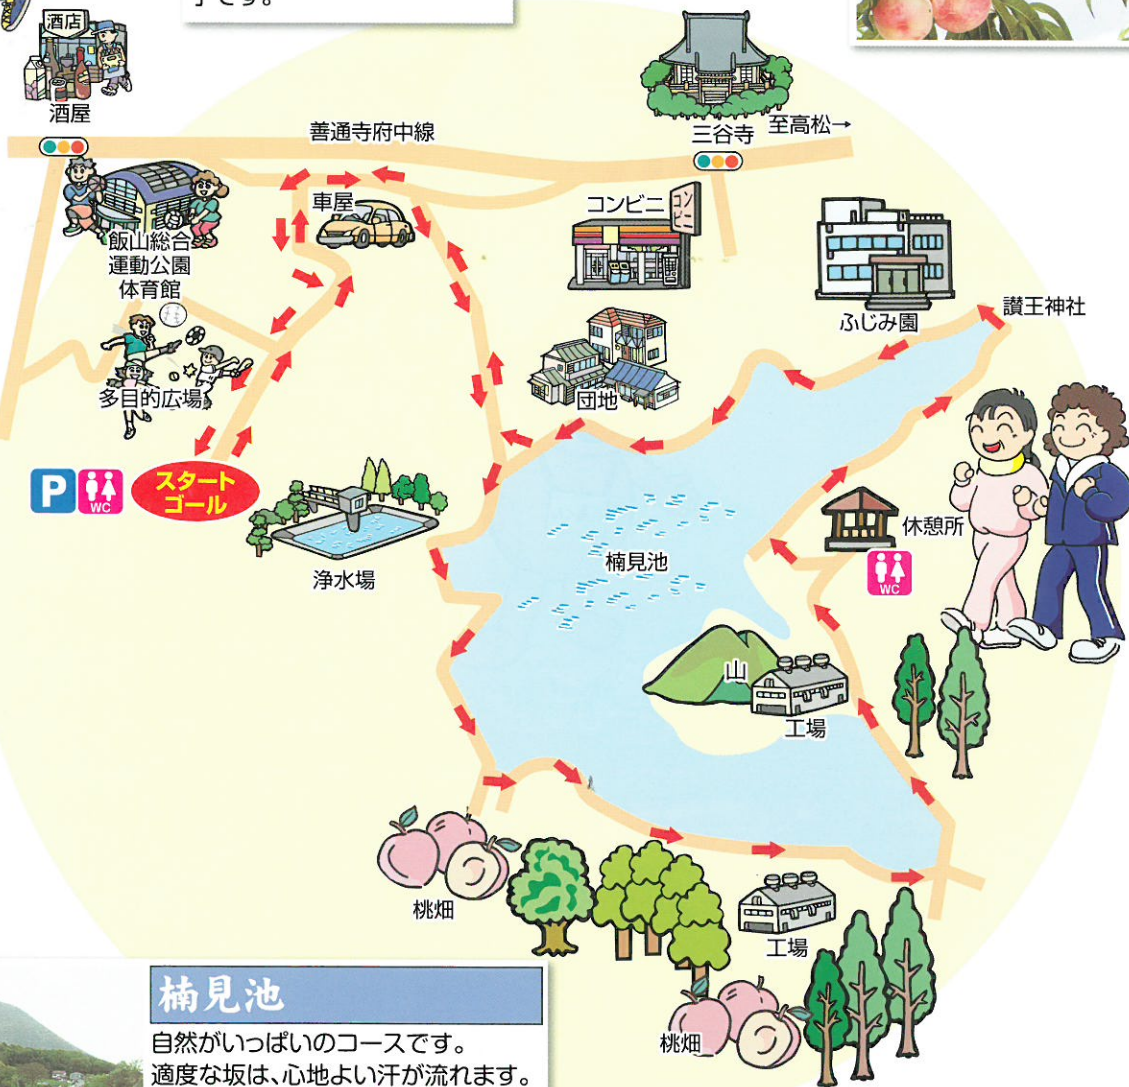 子です。
酒店
酒屋
三谷寺
至高松→
善通寺府中線
車屋
コンビニ
コンビニ
飯山総合
運動公園
体育館
ふじみ園
讃王神社
多目的広場
団地
P
WC
スタート
ゴール
浄水場
楠見池
休憩所
WC
山
工場
桃畑
工場
桃畑
楠見池
自然がいっぱいのコースです。
適度な坂は、心地よい汗が流れます。